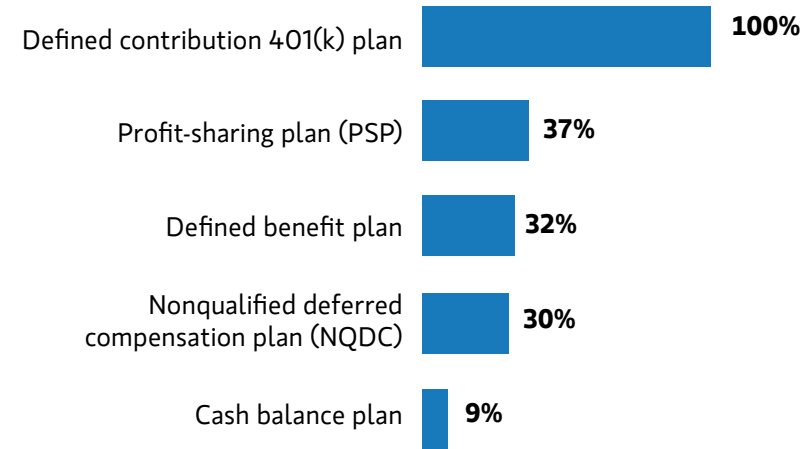 Defined contribution 401(k) plan 100%
Profit-sharing plan (PSP) 37%
Defined benefit plan 32%
Nonqualified deferred
compensation plan (NQDC) 30%
Cash balance plan 9%